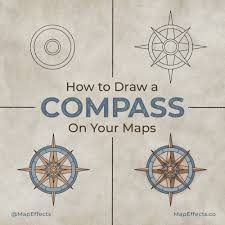 How to Draw a
COMPASS
On Your Maps
@MapEffects
MapEffects.co